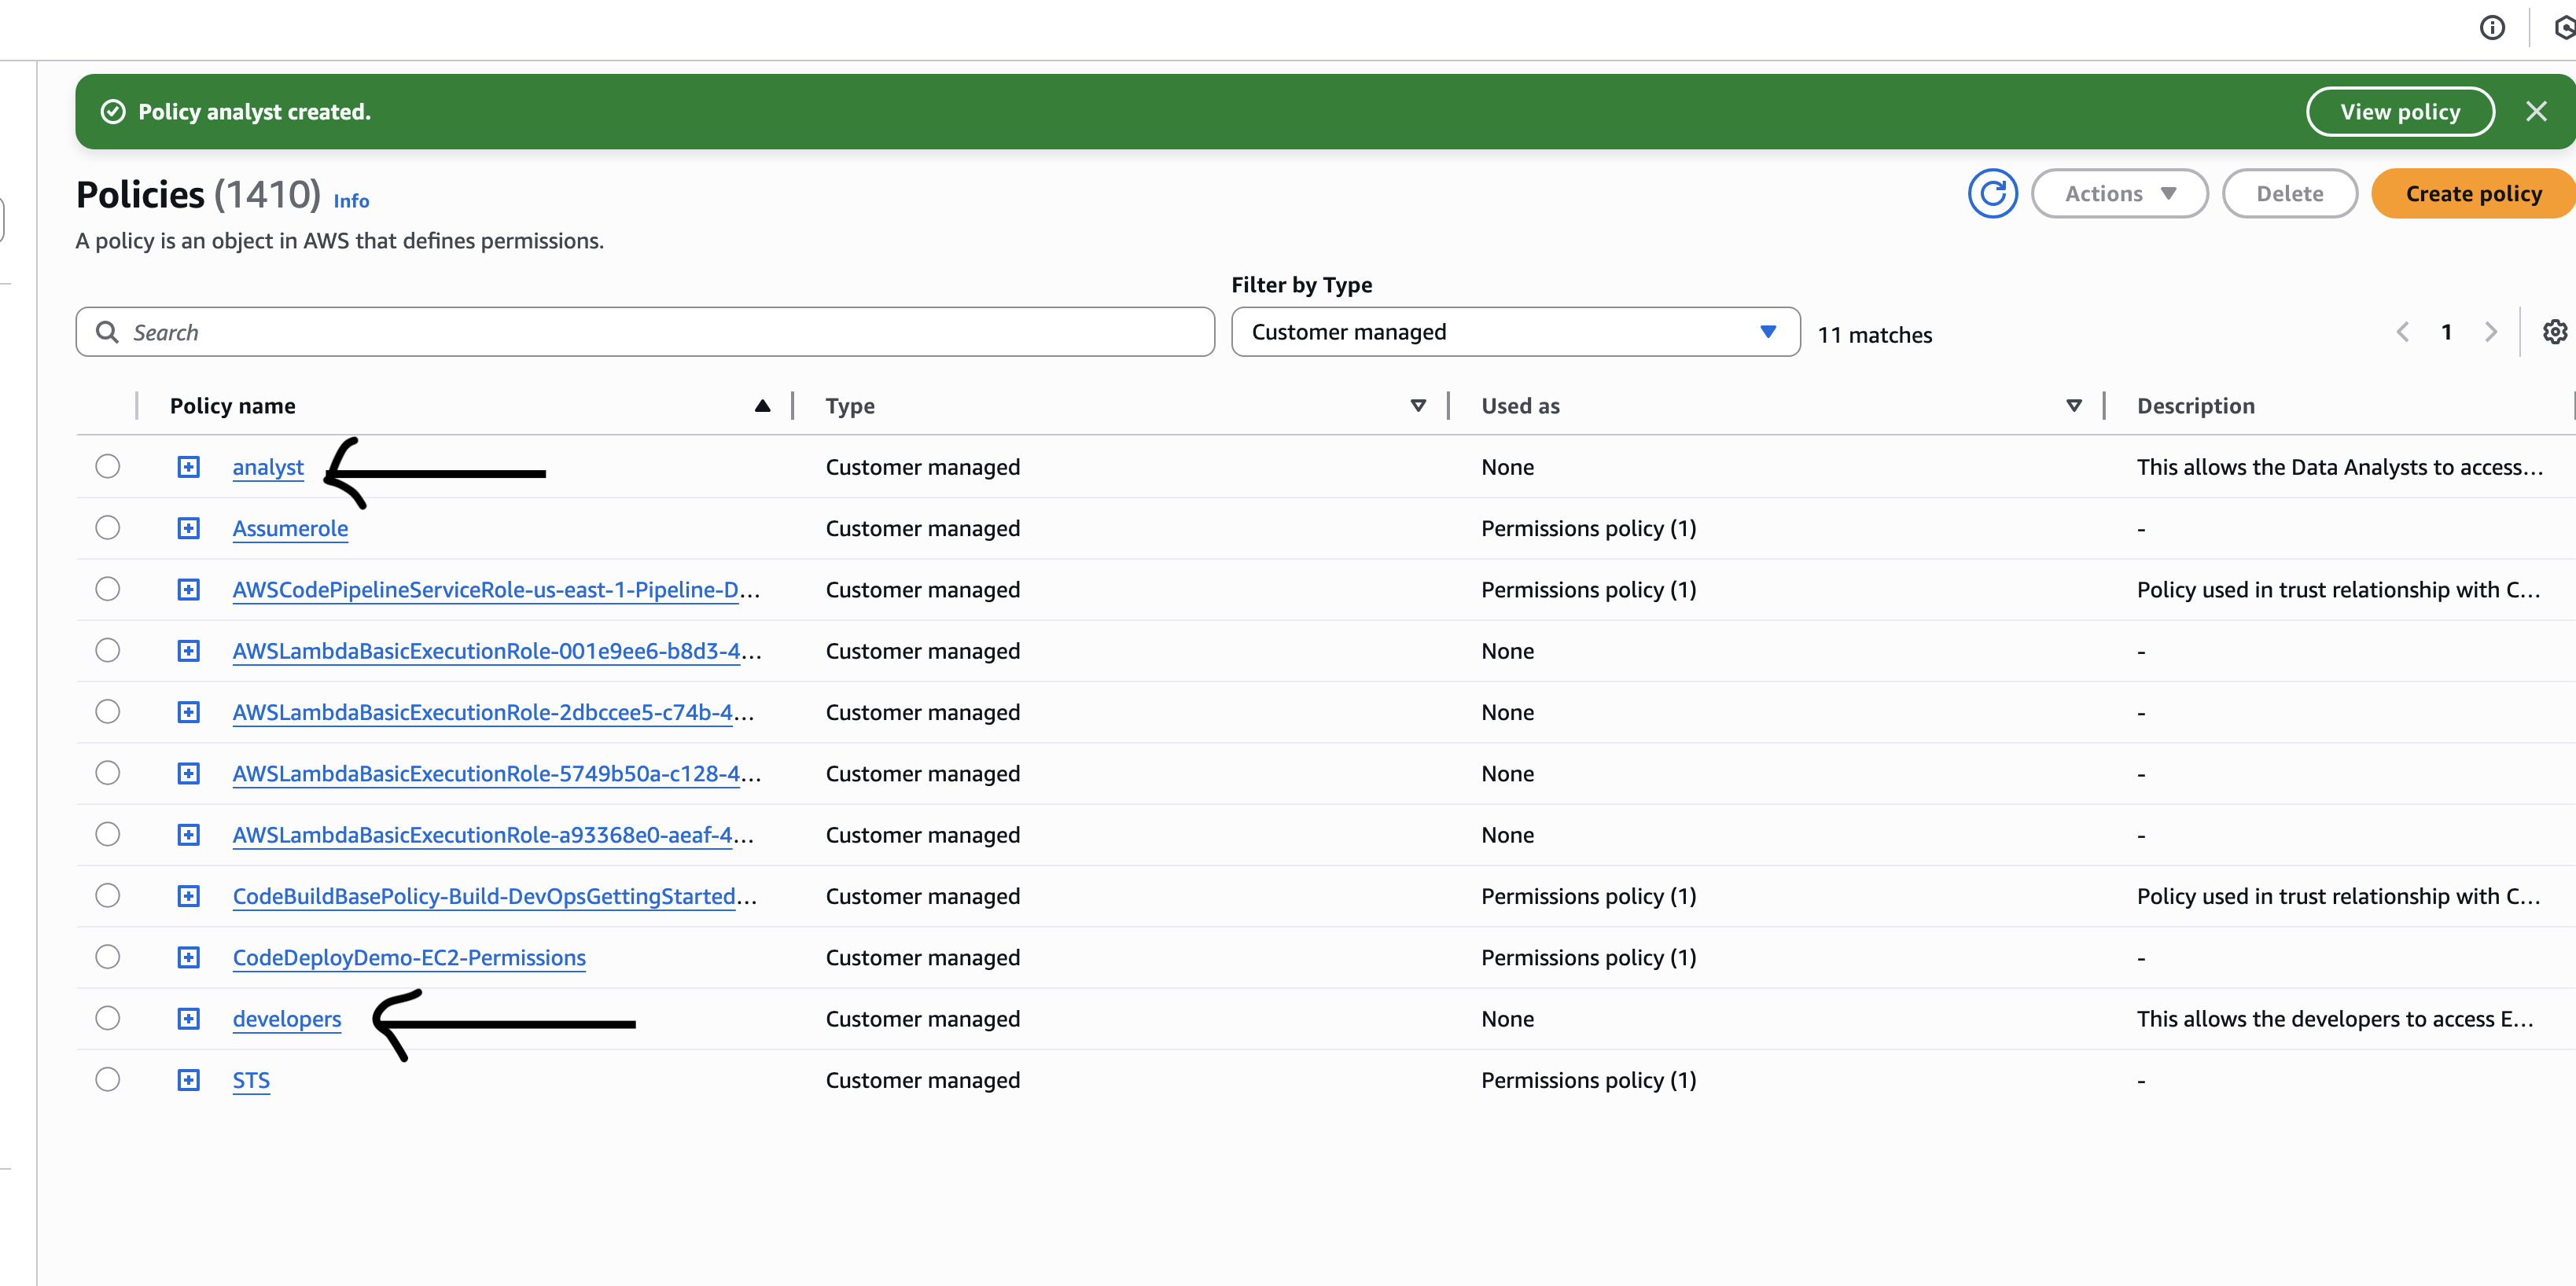 Policy analyst created.
View policy
Policies (1410) Info
Actions
Delete
Create policy
A policy is an object in AWS that defines permissions.
Filter by Type
Search
Customer managed
11 matches
1
Policy name Type Used as Description
analyst Customer managed None This allows the Data Analysts to access...
Assumerole Customer managed Permissions policy (1) -
AWSCodePipelineServiceRole-us-east-1-Pipeline-D... Customer managed Permissions policy (1) Policy used in trust relationship with C...
AWSLambdaBasicExecutionRole-001e9ee6-b8d3-4... Customer managed None -
AWSLambdaBasicExecutionRole-2dbccee5-c74b-4... Customer managed None -
AWSLambdaBasicExecutionRole-5749b50a-c128-4... Customer managed None -
AWSLambdaBasicExecutionRole-a93368e0-aeaf-4... Customer managed None -
CodeBuildBasePolicy-Build-DevOpsGettingStarted... Customer managed Permissions policy (1) Policy used in trust relationship with C...
CodeDeployDemo-EC2-Permissions Customer managed Permissions policy (1) -
developers Customer managed None This allows the developers to access E...
STS Customer managed Permissions policy (1) -